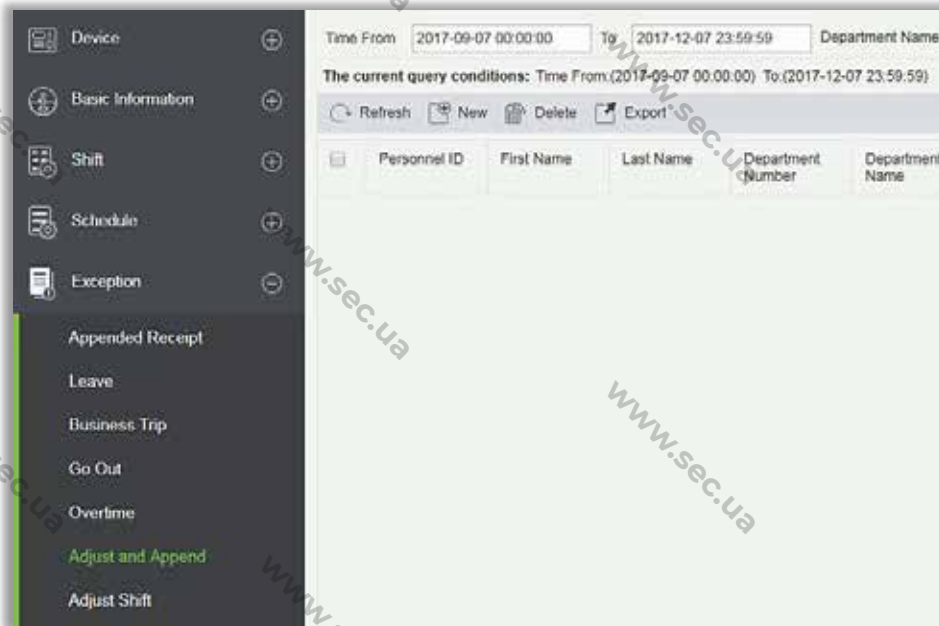 Device
Basic Information
Shift
Schedule
Exception
Appended Receipt
Leave
Business Trip
Go Out
Overtime
Adjust and Append
Adjust Shift
Time From 2017-09-07 00:00:00 To 2017-12-07 23:59:59 Department Name
The current query conditions: Time From:(2017-09-07 00:00:00) To:(2017-12-07 23:59:59)
Refresh New Delete Export
Personnel ID First Name Last Name Department Number Department Name
www.sec.ua
www.sec.ua
www.sec.ua